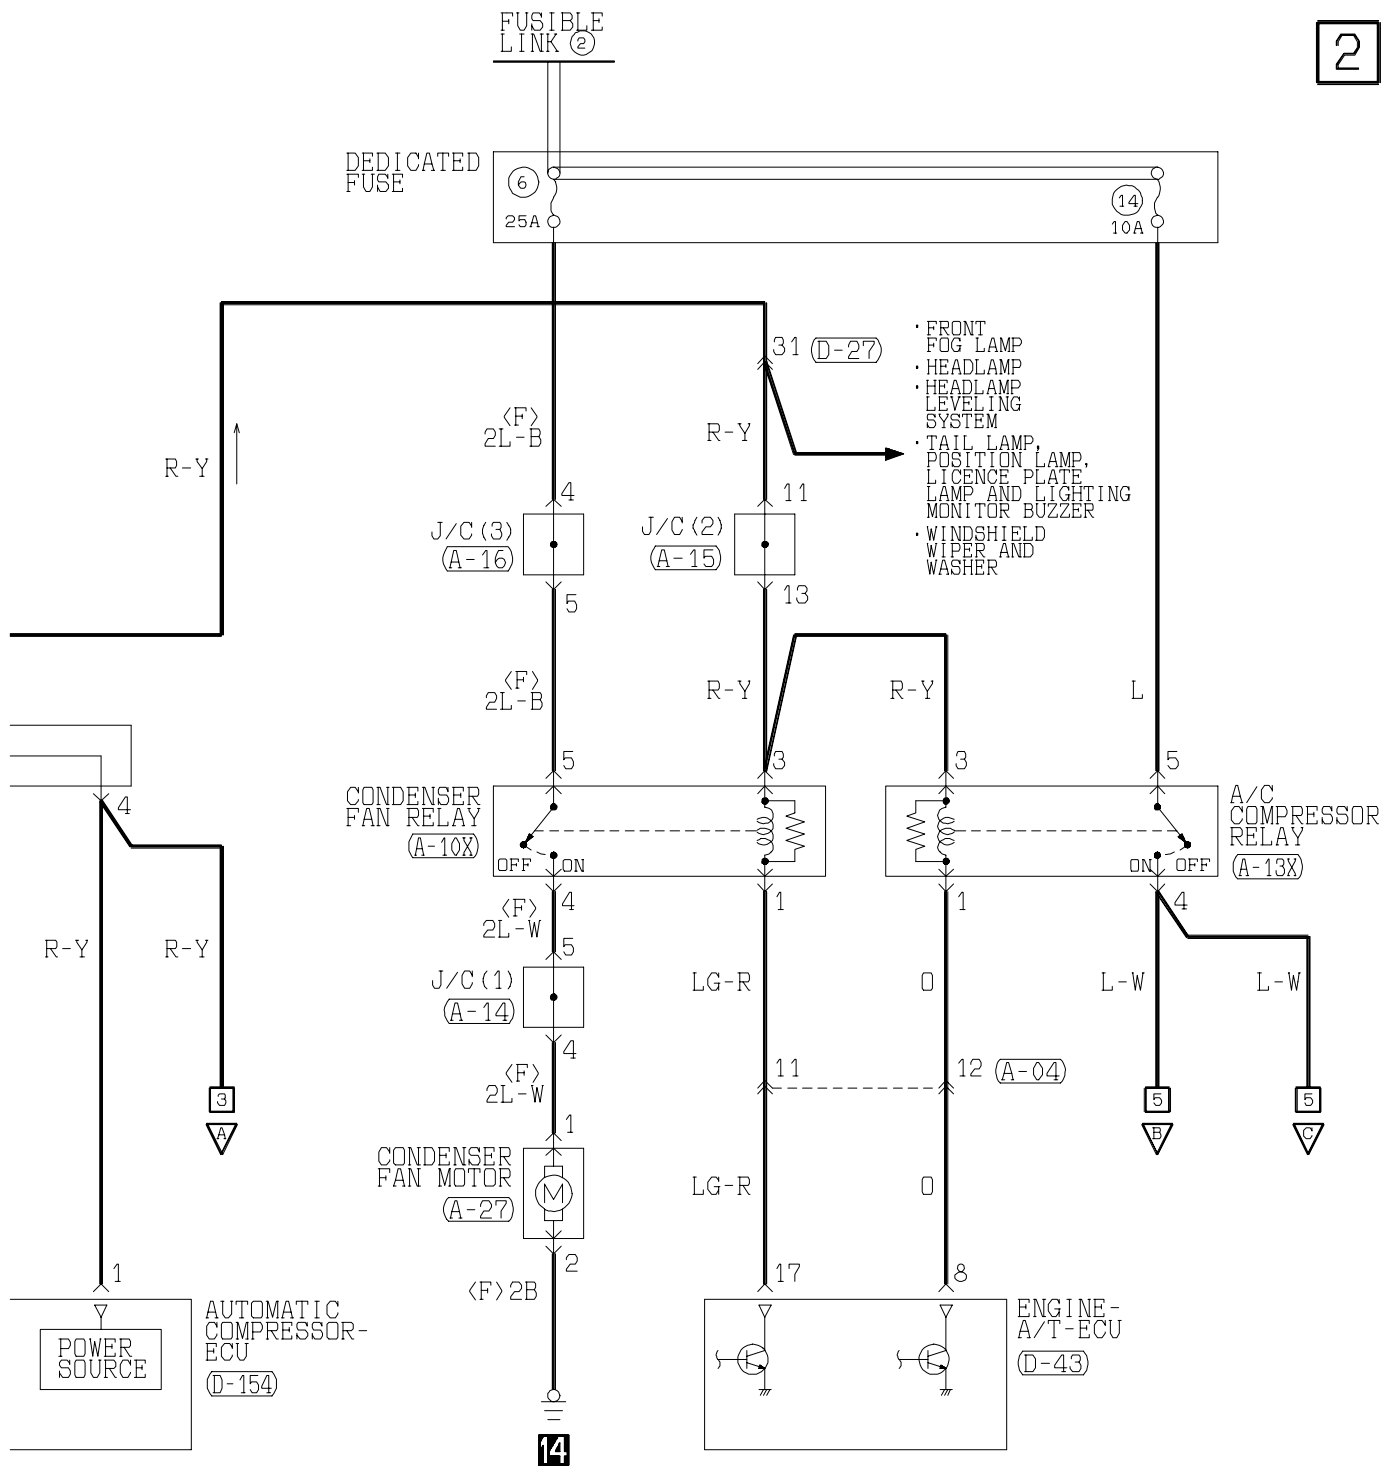 FUSIBLE
LINK ②
2
DEDICATED
FUSE
6
25A
14
10A
31 (D-27)
· FRONT
FOG LAMP
· HEADLAMP
· HEADLAMP
LEVELING
SYSTEM
· TAIL LAMP,
POSITION LAMP,
LICENCE PLATE
LAMP AND LIGHTING
MONITOR BUZZER
· WINDSHIELD
WIPER AND
WASHER
<F>
2L-B
R-Y
R-Y
4
11
J/C(3)
(A-16)
J/C(2)
(A-15)
5
13
<F>
2L-B
R-Y
R-Y
L
5
3
3
5
CONDENSER
FAN RELAY
(A-10X)
OFF
ON
ON
OFF
A/C
COMPRESSOR
RELAY
(A-13X)
4
4
1
1
4
<F>
2L-W
5
R-Y
R-Y
J/C(1)
(A-14)
LG-R
O
L-W
L-W
4
<F>
2L-W
11
12 (A-04)
3
A
5
B
5
C
1
CONDENSER
FAN MOTOR
(A-27)
M
LG-R
O
2
<F>2B
1
17
8
AUTOMATIC
COMPRESSOR-
ECU
(D-154)
POWER
SOURCE
ENGINE-
A/T-ECU
(D-43)
14